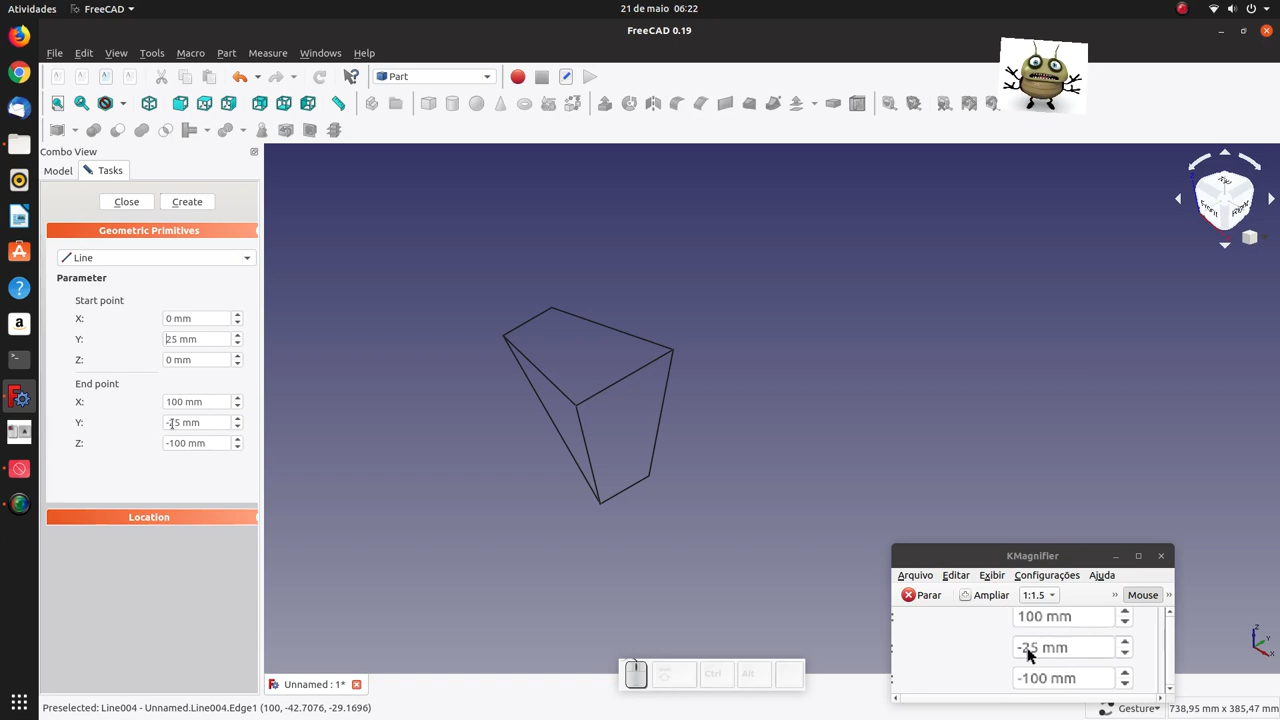 Atividades
FreeCAD
21 de maio 06:22
FreeCAD 0.19
File Edit View Tools Macro Part Measure Windows Help
Part
Combo View
Model Tasks
Close Create
Geometric Primitives
Line
Parameter
Start point
X: 0 mm
Y: 25 mm
Z: 0 mm
End point
X: 100 mm
Y: -25 mm
Z: -100 mm
Location
Right
KMagnifier
Arquivo Editar Exibir Configurações Ajuda
Parar Ampliar 1:1.5 » Mouse »
100 mm
-25 mm
-100 mm
Ctrl Alt
Z
Y
X
Unnamed : 1*
Preselected: Line004 - Unnamed.Line004.Edge1 (100, -42.7076, -29.1696)
Gesture
738,95 mm x 385,47 mm